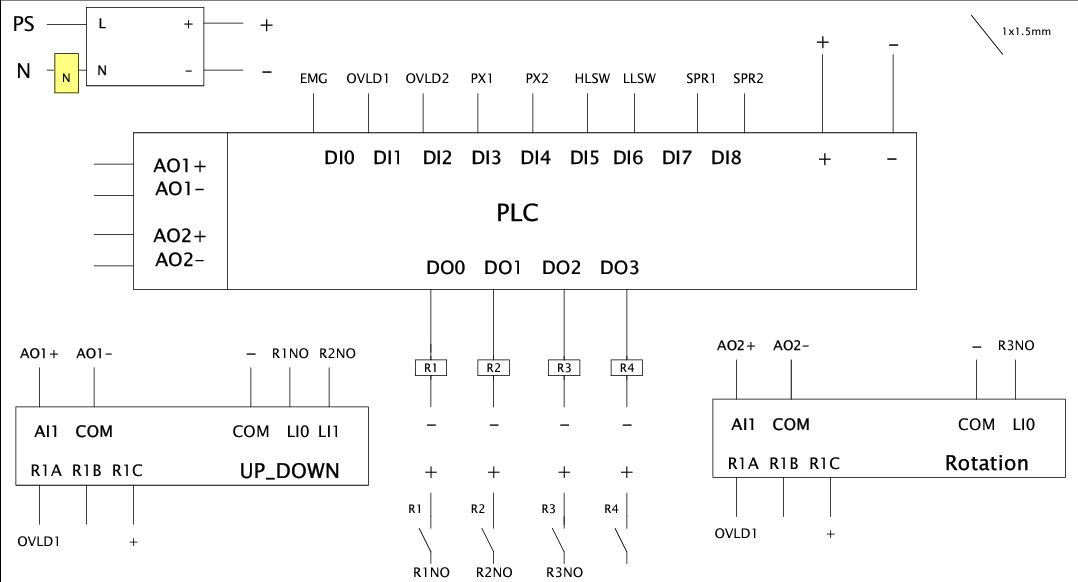 PS L + +
N N N − −
1x1.5mm
+ −
EMG OVLD1 OVLD2 PX1 PX2 HLSW LLSW SPR1 SPR2
DI0 DI1 DI2 DI3 DI4 DI5 DI6 DI7 DI8 + −
AO1+
AO1−
PLC
AO2+
AO2−
DO0 DO1 DO2 DO3
R1 R2 R3 R4
− − − −
+ + + +
R1 R2 R3 R4
R1NO R2NO R3NO
AO1+ AO1− − R1NO R2NO
AI1 COM COM LI0 LI1
R1A R1B R1C UP_DOWN
OVLD1 +
AO2+ AO2− − R3NO
AI1 COM COM LI0
R1A R1B R1C Rotation
OVLD1 +